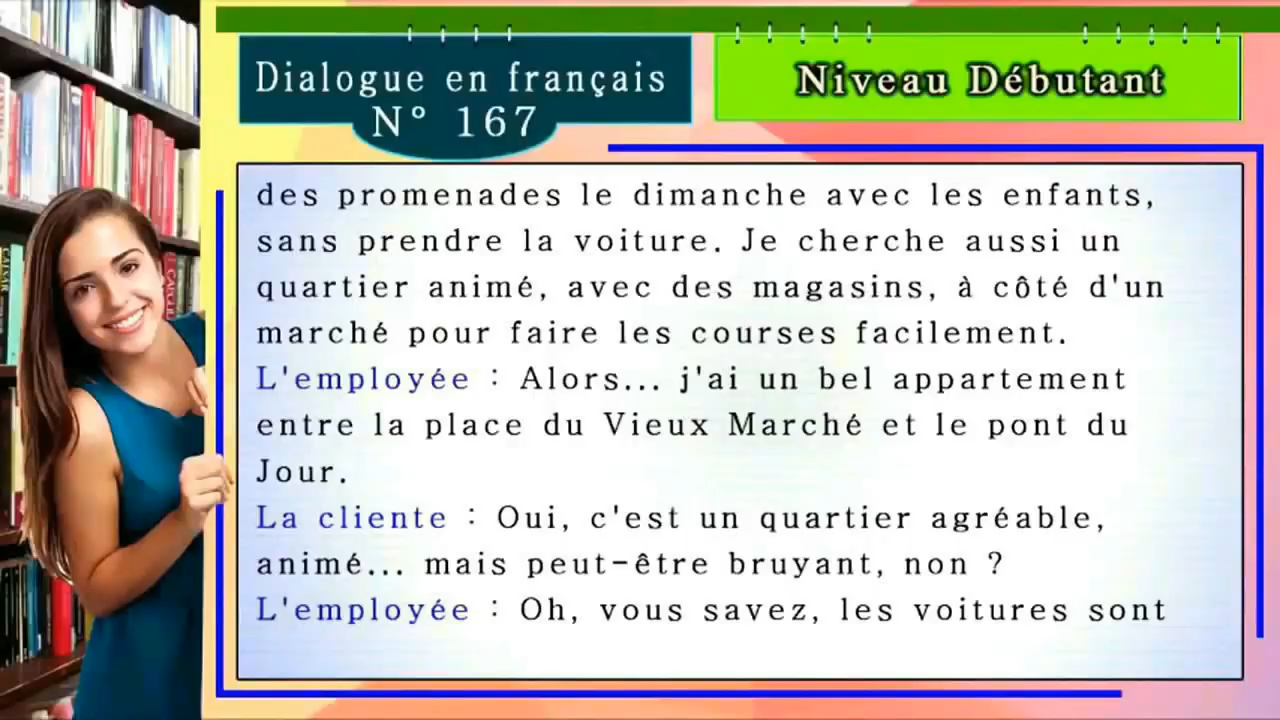 Dialogue en français
N° 167
Niveau Débutant
des promenades le dimanche avec les enfants,
sans prendre la voiture. Je cherche aussi un
quartier animé, avec des magasins, à côté d'un
marché pour faire les courses facilement.
L'employée : Alors... j'ai un bel appartement
entre la place du Vieux Marché et le pont du
Jour.
La cliente : Oui, c'est un quartier agréable,
animé... mais peut-être bruyant, non ?
L'employée : Oh, vous savez, les voitures sont